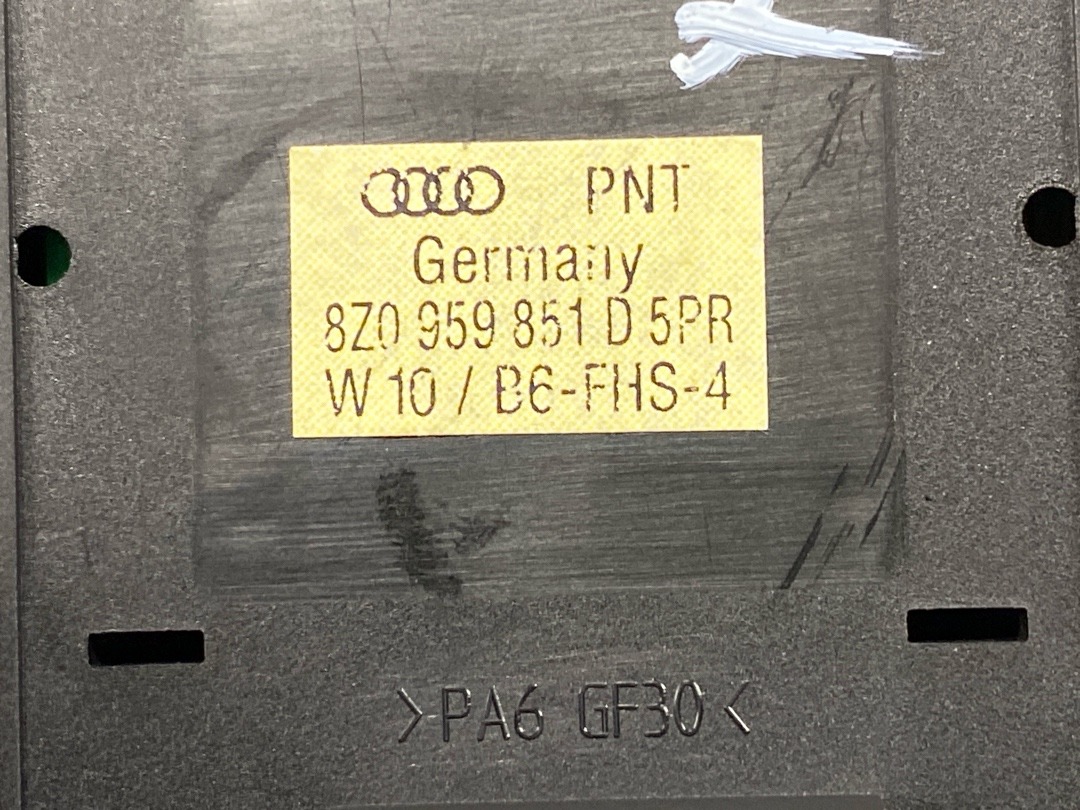 PNT
Germany
8Z0 959 851 D 5PR
W 10 / B6-FHS-4
>PA6 GF30<